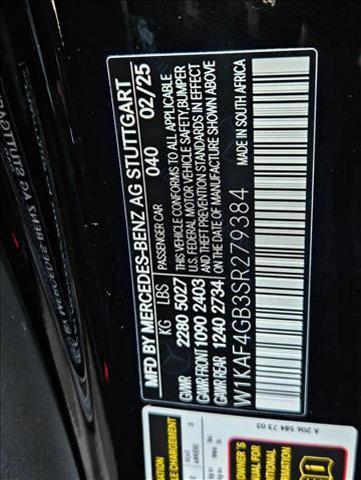 MFD BY MERCEDES-BENZ AG STUTTGART
040 02/25
PASSENGER CAR
KG LBS
GVWR 2280 5027
GAWR FRONT 1090 2403
GAWR REAR 1240 2734
THIS VEHICLE CONFORMS TO ALL APPLICABLE
U.S. FEDERAL MOTOR VEHICLE SAFETY,BUMPER
AND THEFT PREVENTION STANDARDS IN EFFECT
ON THE DATE OF MANUFACTURE SHOWN ABOVE
MADE IN SOUTH AFRICA
W1KAF4GB3SR279384
A 206 584 73 03